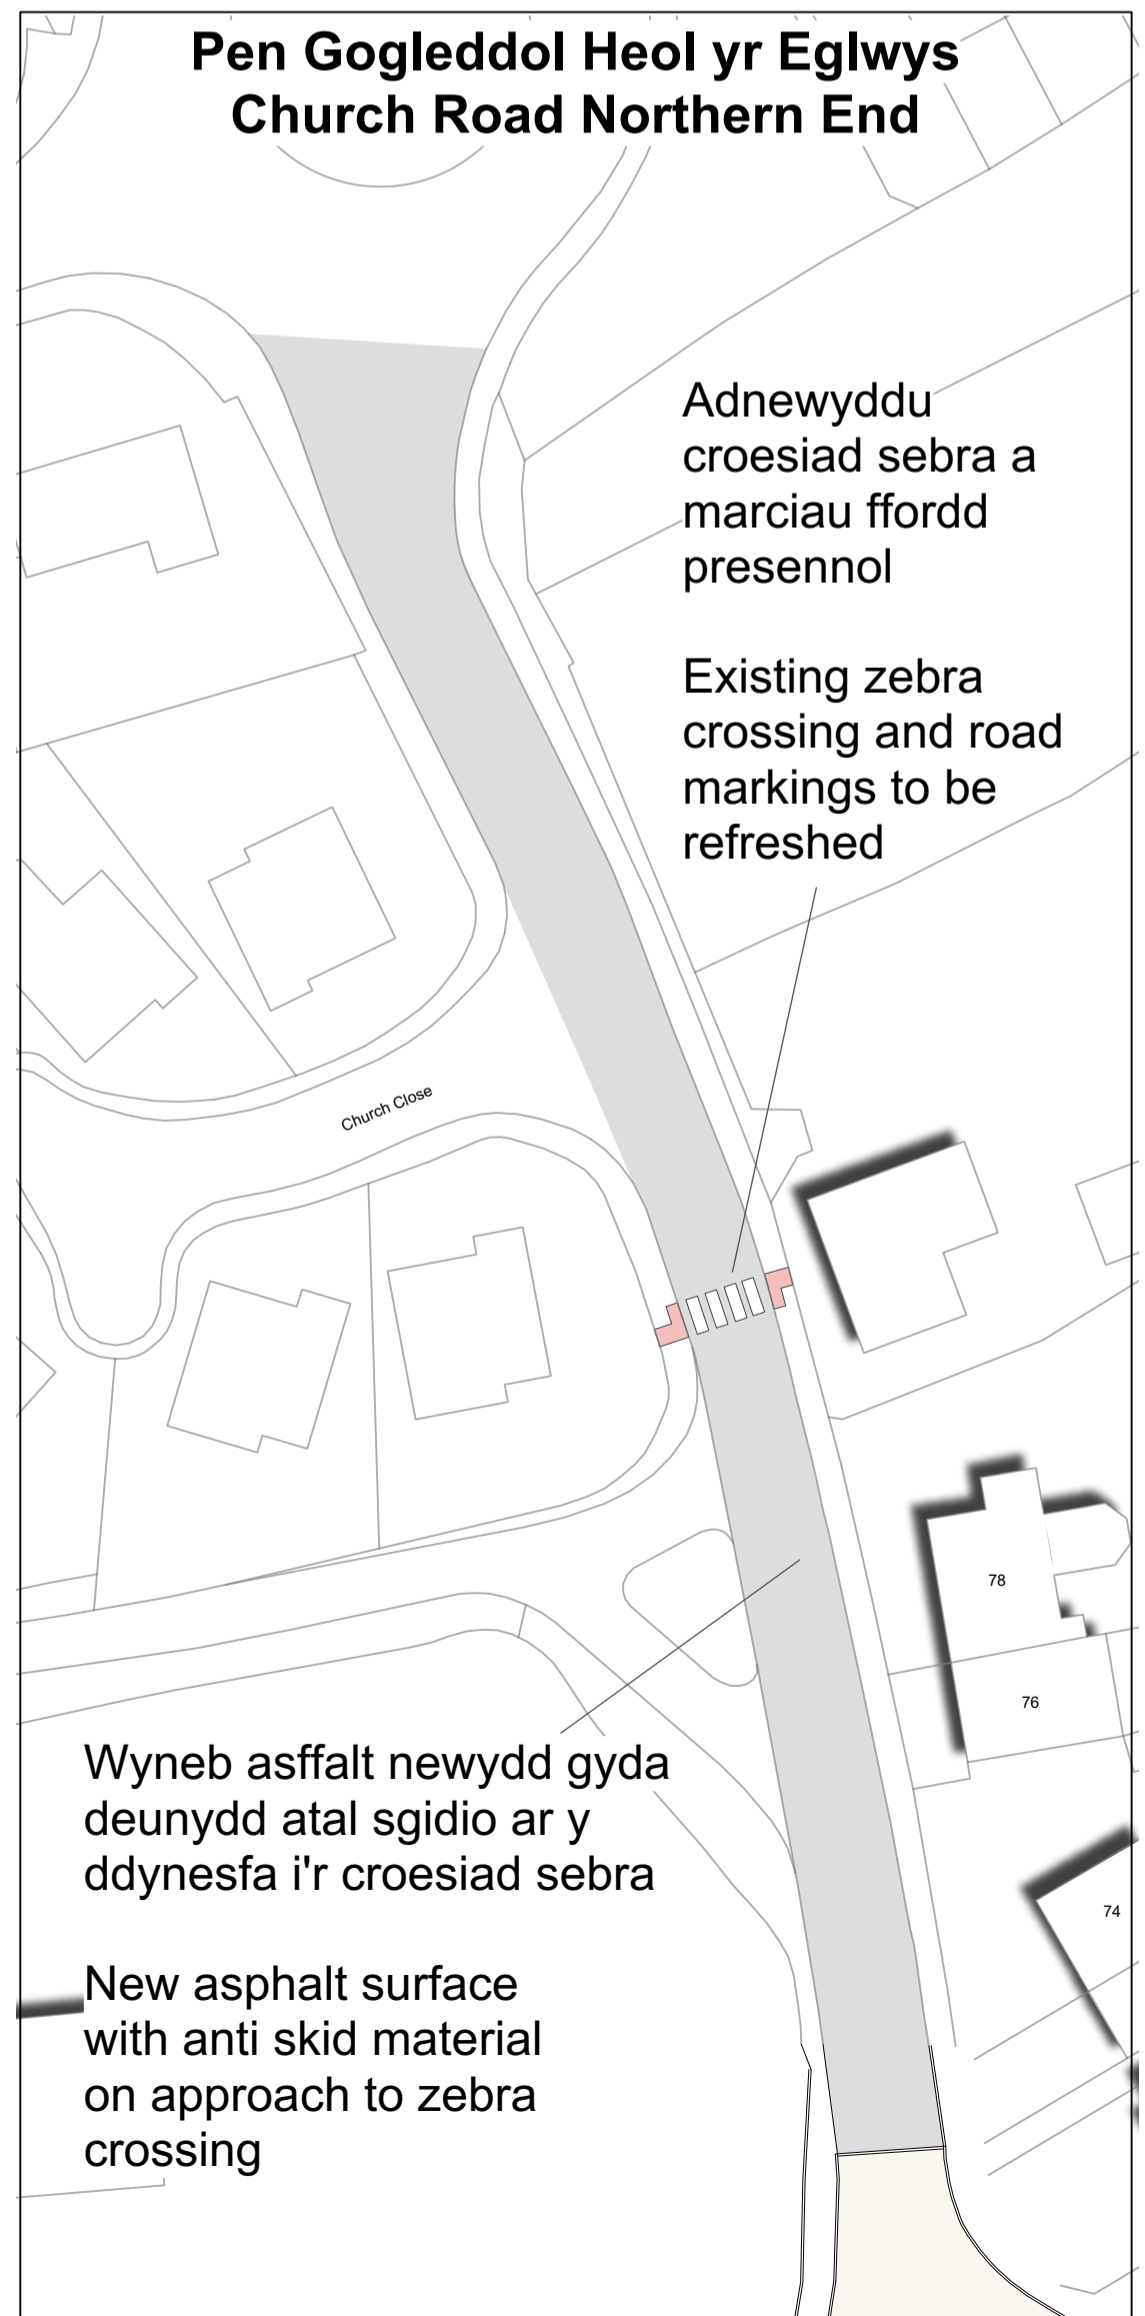 Pen Gogleddol Heol yr Eglwys
Church Road Northern End
Adnewyddu
croesiad sebra a
marciau ffordd
presennol
Existing zebra
crossing and road
markings to be
refreshed
Church Close
78
76
Wyneb asffalt newydd gyda
deunydd atal sgidio ar y
ddynesfa i'r croesiad sebra
74
New asphalt surface
with anti skid material
on approach to zebra
crossing